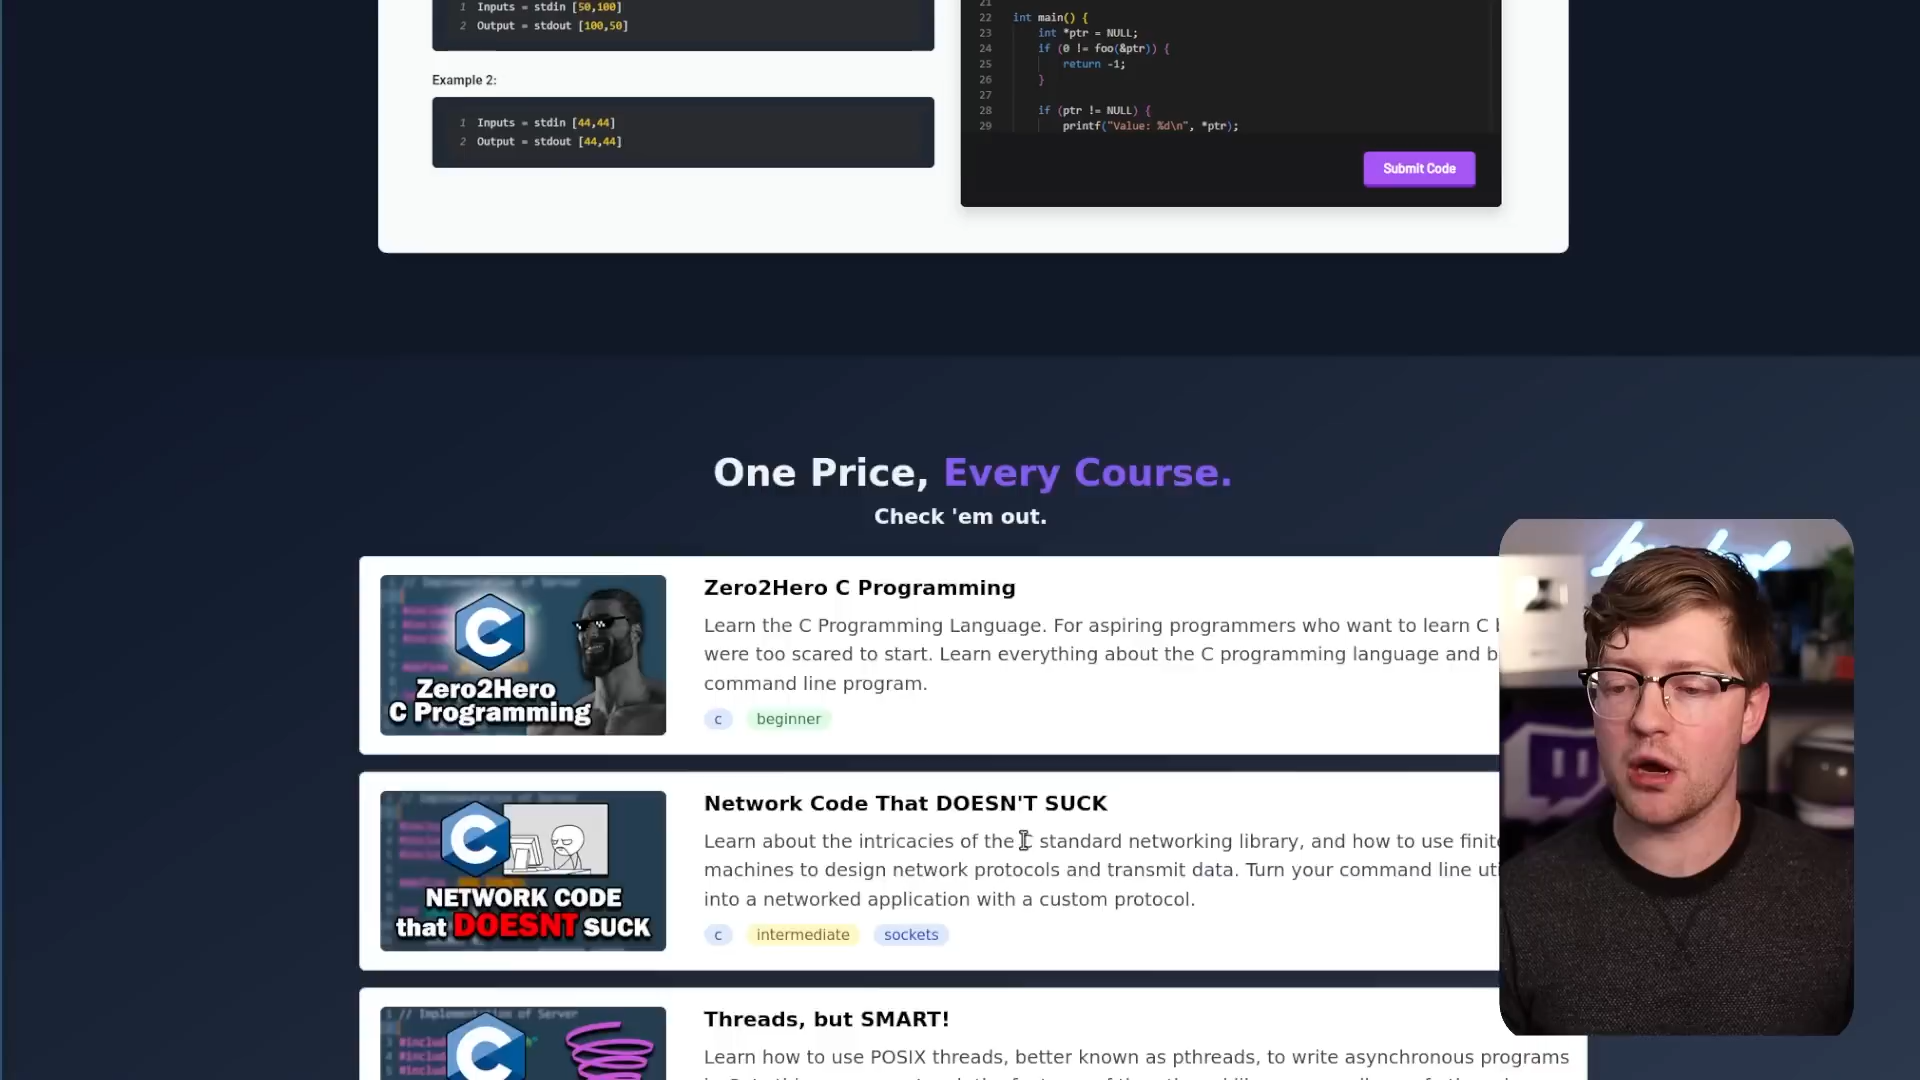 1 Inputs = stdin [50,100]
2 Output = stdout [100,50]
Example 2:
1 Inputs = stdin [44,44]
2 Output = stdout [44,44]
21
22 int main() {
23 int *ptr = NULL;
24 if (0 != foo(&ptr)) {
25 return -1;
26 }
27
28 if (ptr != NULL) {
29 printf("Value: %d\n", *ptr);
Submit Code
One Price, Every Course.
Check 'em out.
Zero2Hero
C Programming
Zero2Hero C Programming
Learn the C Programming Language. For aspiring programmers who want to learn C
were too scared to start. Learn everything about the C programming language and
command line program.
c beginner
NETWORK CODE
that DOESNT SUCK
Network Code That DOESN'T SUCK
Learn about the intricacies of the C standard networking library, and how to use finite
machines to design network protocols and transmit data. Turn your command line
into a networked application with a custom protocol.
c intermediate sockets
// Implementation of Server
Threads, but SMART!
Learn how to use POSIX threads, better known as pthreads, to write asynchronous programs